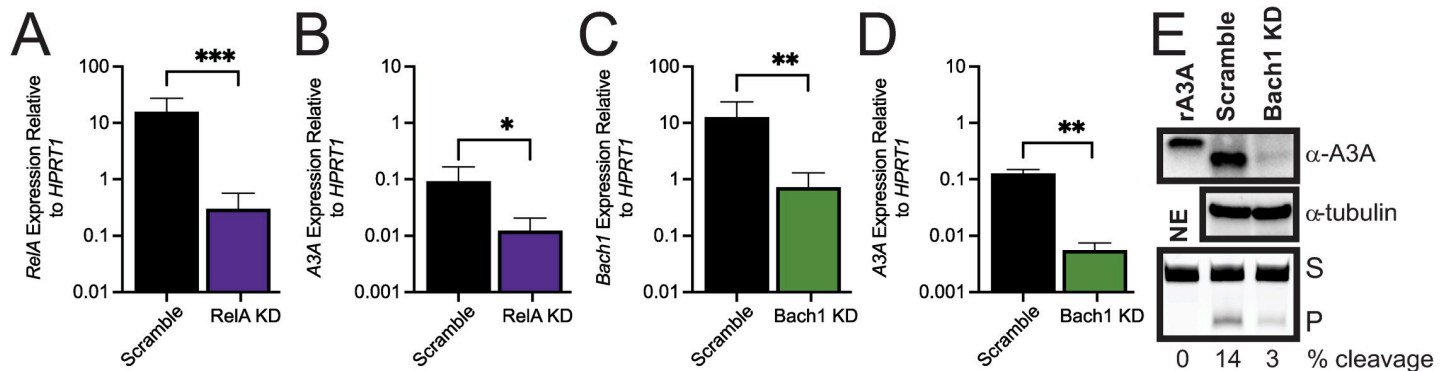 A
RelA Expression Relative
to HPRT1
100
10
1
0.1
0.01
***
Scramble
RelA KD
B
A3A Expression Relative
to HPRT1
10
1
0.1
0.01
0.001
*
Scramble
RelA KD
C
Bach1 Expression Relative
to HPRT1
100
10
1
0.1
0.01
**
Scramble
Bach1 KD
D
A3A Expression Relative
to HPRT1
10
1
0.1
0.01
0.001
**
Scramble
Bach1 KD
E
rA3A
Scramble
Bach1 KD
α-A3A
NE
α-tubulin
S
P
0 14 3 % cleavage